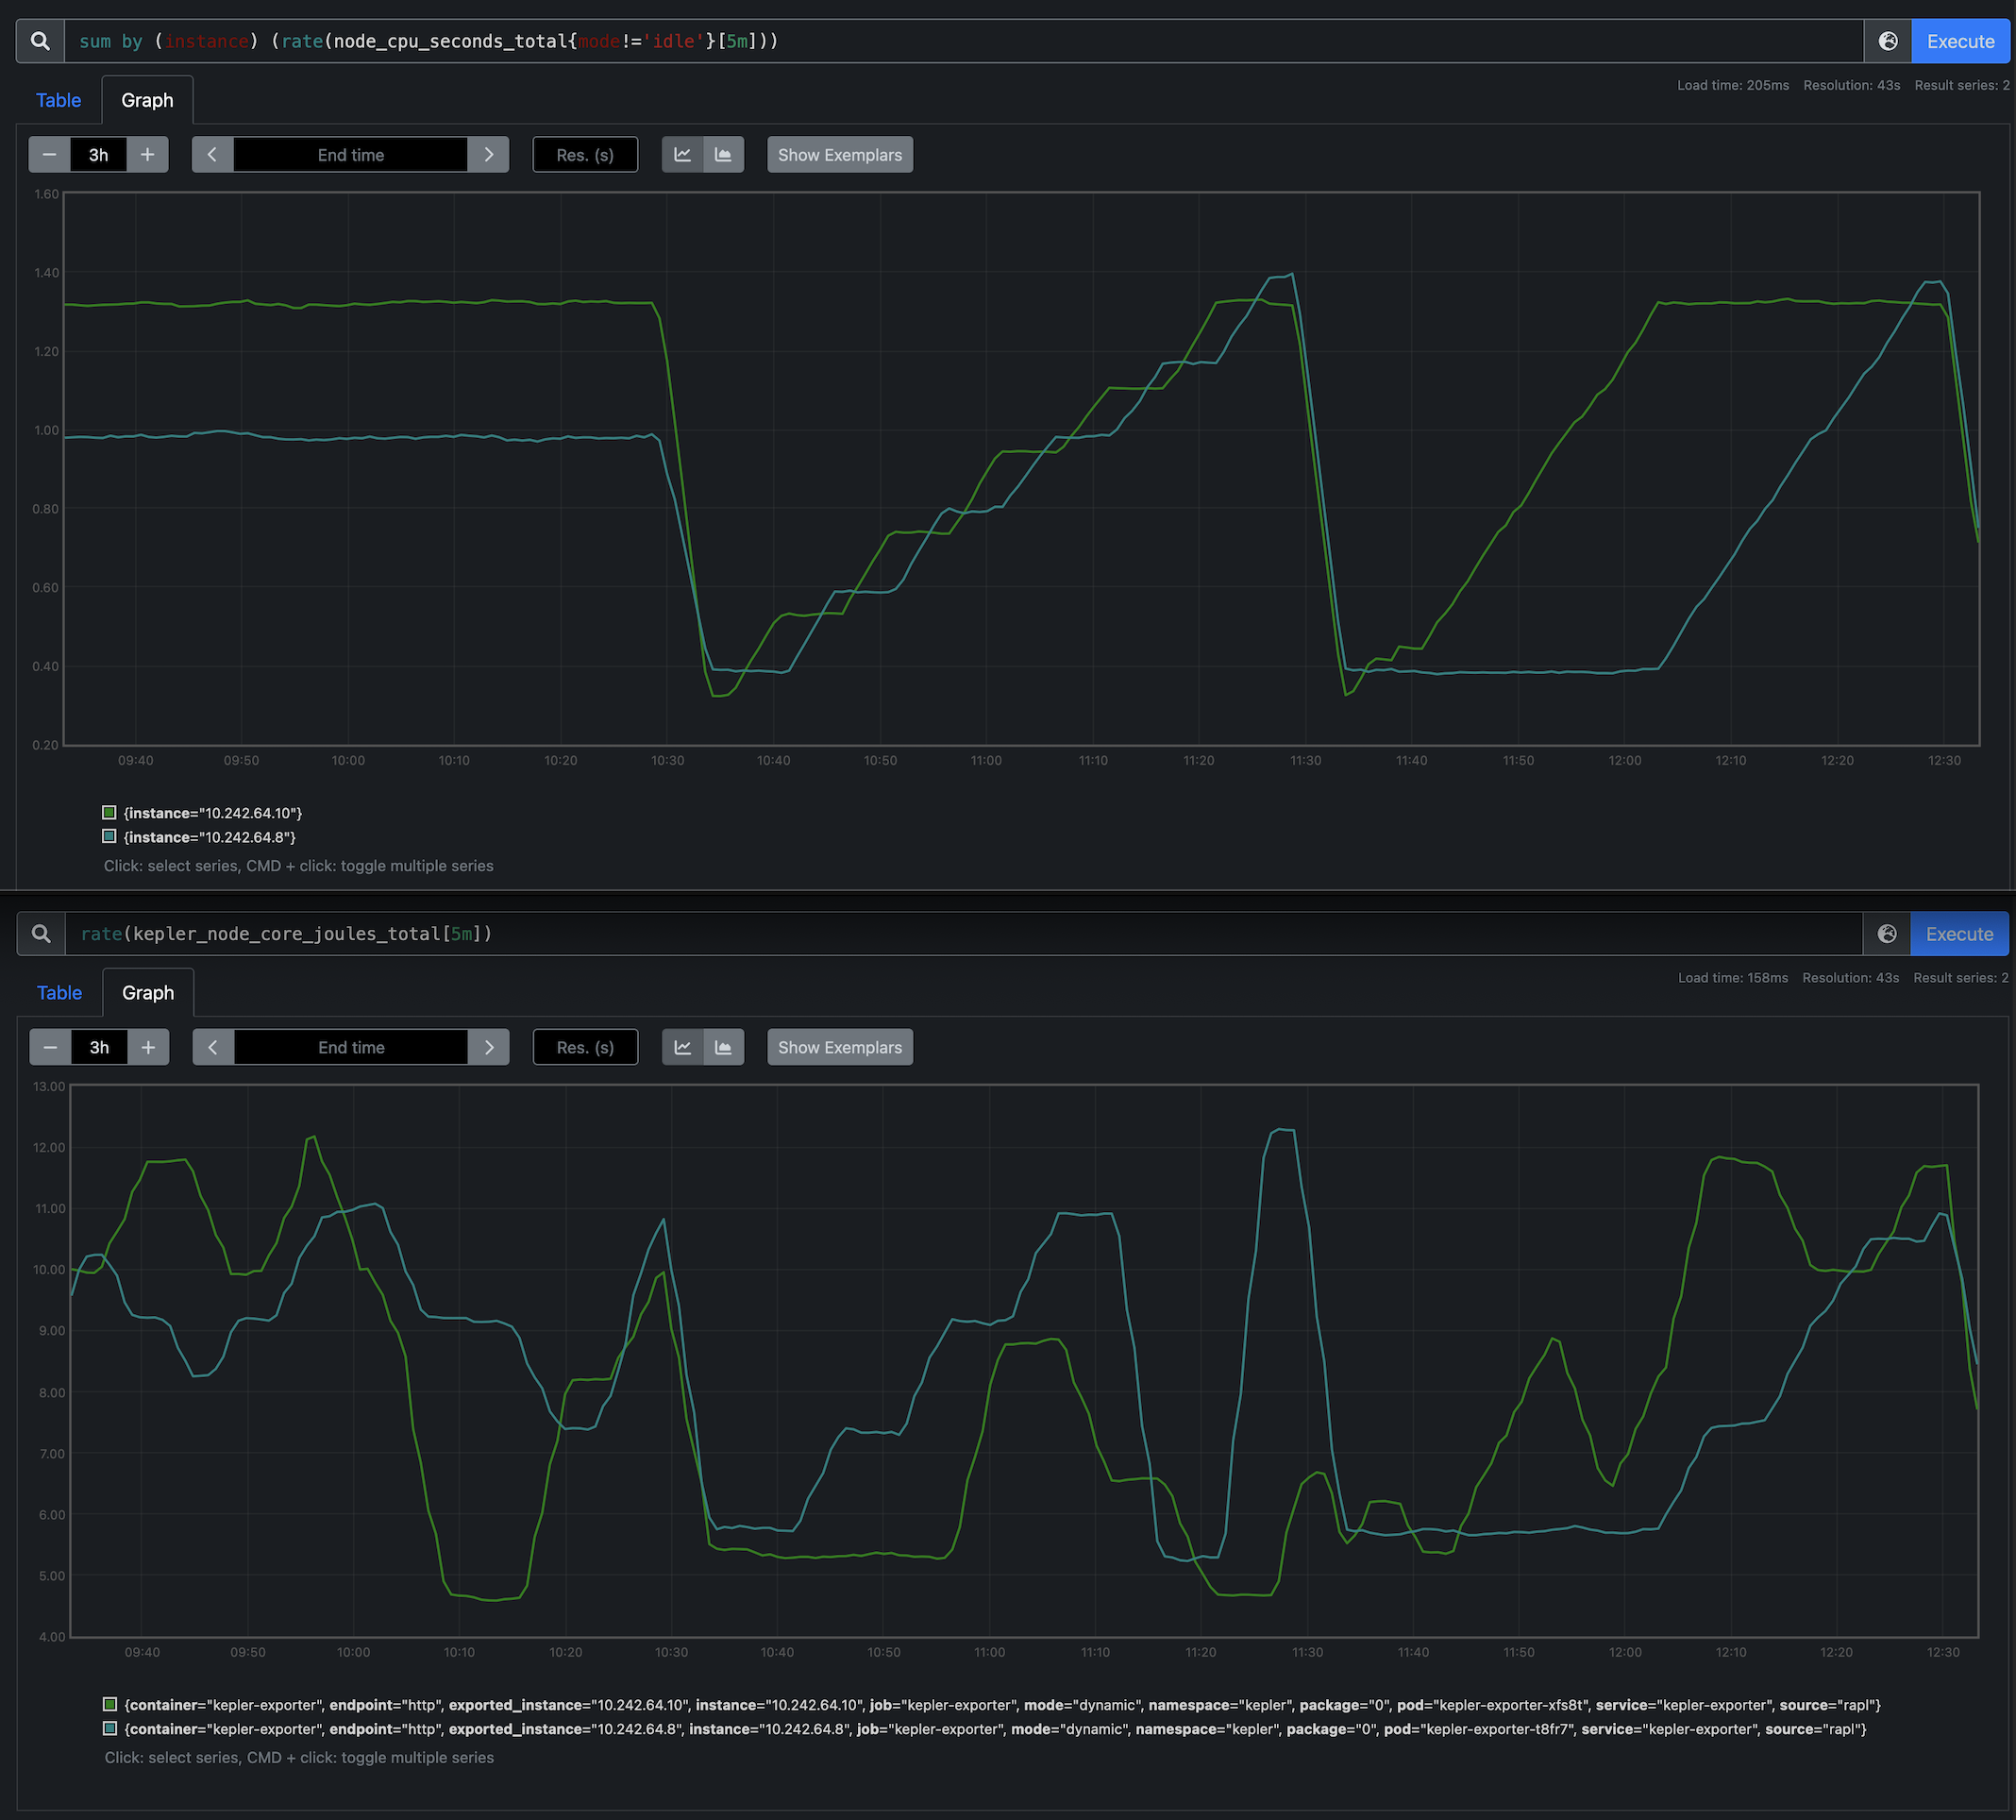 sum by (instance) (rate(node_cpu_seconds_total{mode!='idle'}[5m]))
Execute
Load time: 205ms Resolution: 43s Result series: 2
Table Graph
− 3h + End time Res. (s) Show Exemplars
1.60
1.40
1.20
1.00
0.80
0.60
0.40
0.20
09:40 09:50 10:00 10:10 10:20 10:30 10:40 10:50 11:00 11:10 11:20 11:30 11:40 11:50 12:00 12:10 12:20 12:30
{instance="10.242.64.10"}
{instance="10.242.64.8"}
Click: select series, CMD + click: toggle multiple series
rate(kepler_node_core_joules_total[5m])
Execute
Load time: 158ms Resolution: 43s Result series: 2
Table Graph
− 3h + End time Res. (s) Show Exemplars
13.00
12.00
11.00
10.00
9.00
8.00
7.00
6.00
5.00
4.00
09:40 09:50 10:00 10:10 10:20 10:30 10:40 10:50 11:00 11:10 11:20 11:30 11:40 11:50 12:00 12:10 12:20 12:30
{container="kepler-exporter", endpoint="http", exported_instance="10.242.64.10", instance="10.242.64.10", job="kepler-exporter", mode="dynamic", namespace="kepler", package="0", pod="kepler-exporter-xfs8t", service="kepler-exporter", source="rapl"}
{container="kepler-exporter", endpoint="http", exported_instance="10.242.64.8", instance="10.242.64.8", job="kepler-exporter", mode="dynamic", namespace="kepler", package="0", pod="kepler-exporter-t8fr7", service="kepler-exporter", source="rapl"}
Click: select series, CMD + click: toggle multiple series